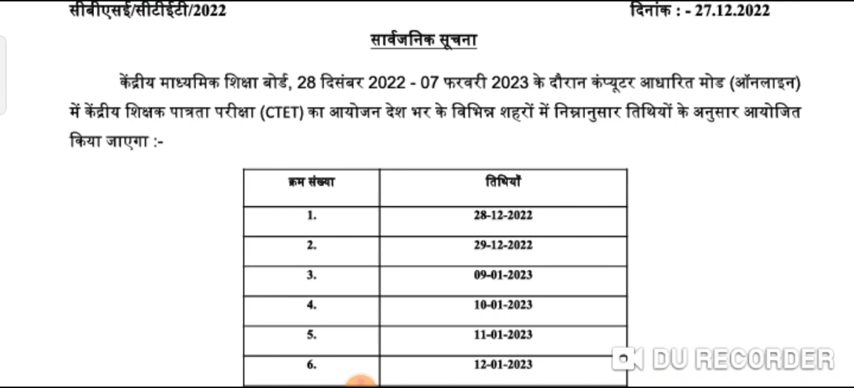 सीबीएसई/सीटीईटी/2022 दिनांक : - 27.12.2022
सार्वजनिक सूचना
केंद्रीय माध्यमिक शिक्षा बोर्ड, 28 दिसंबर 2022 - 07 फरवरी 2023 के दौरान कंप्यूटर आधारित मोड (ऑनलाइन)
में केंद्रीय शिक्षक पात्रता परीक्षा (CTET) का आयोजन देश भर के विभिन्न शहरों में निम्नानुसार तिथियों के अनुसार आयोजित
किया जाएगा :-
क्रम संख्या तिथियाँ
1. 28-12-2022
2. 29-12-2022
3. 09-01-2023
4. 10-01-2023
5. 11-01-2023
6. 12-01-2023
DU RECORDER